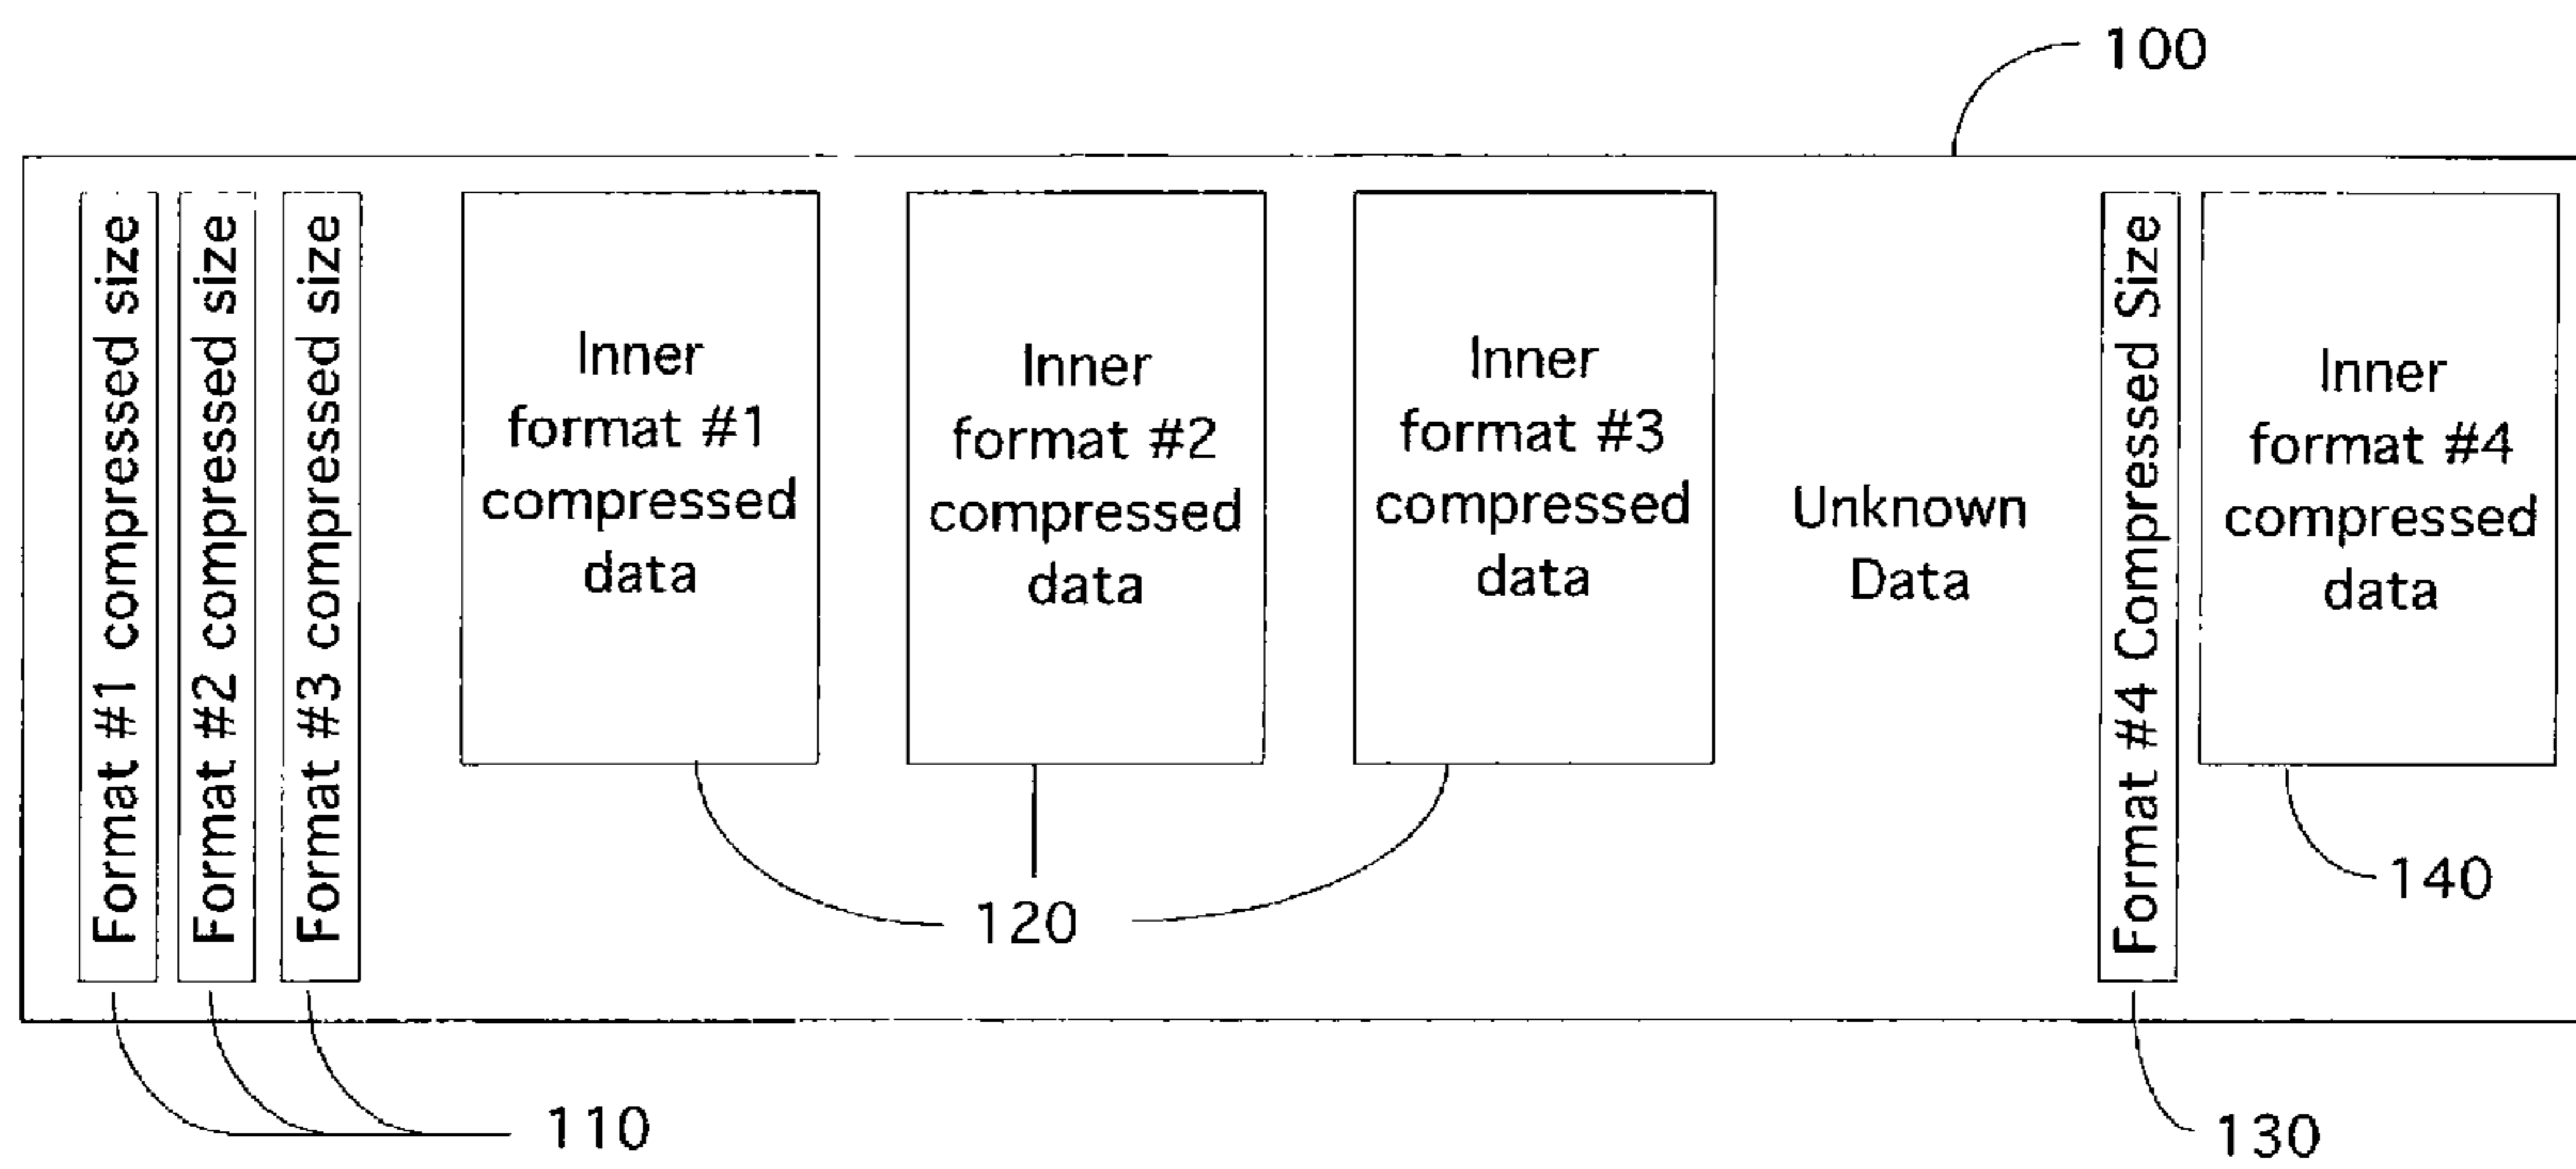 100
Format #1 compressed size
Format #2 compressed size
Format #3 compressed size
Inner
format #1
compressed
data
Inner
format #2
compressed
data
Inner
format #3
compressed
data
Unknown
Data
Format #4 Compressed Size
Inner
format #4
compressed
data
120
140
110
130